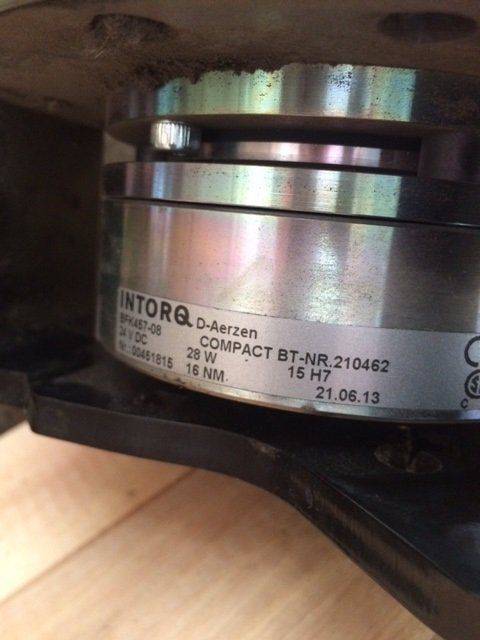 INTORQ D-Aerzen
BFK457-08 COMPACT BT-NR.210462
24 V DC 28 W 15 H7
Nr.: 00451815 16 NM. 21.06.13